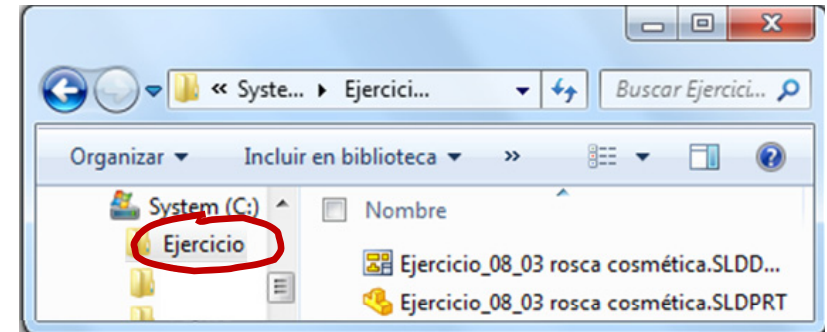 « Syste... ▸ Ejercici... Buscar Ejercici...
Organizar Incluir en biblioteca »
System (C:) Nombre
Ejercicio
Ejercicio_08_03 rosca cosmética.SLDD...
Ejercicio_08_03 rosca cosmética.SLDPRT